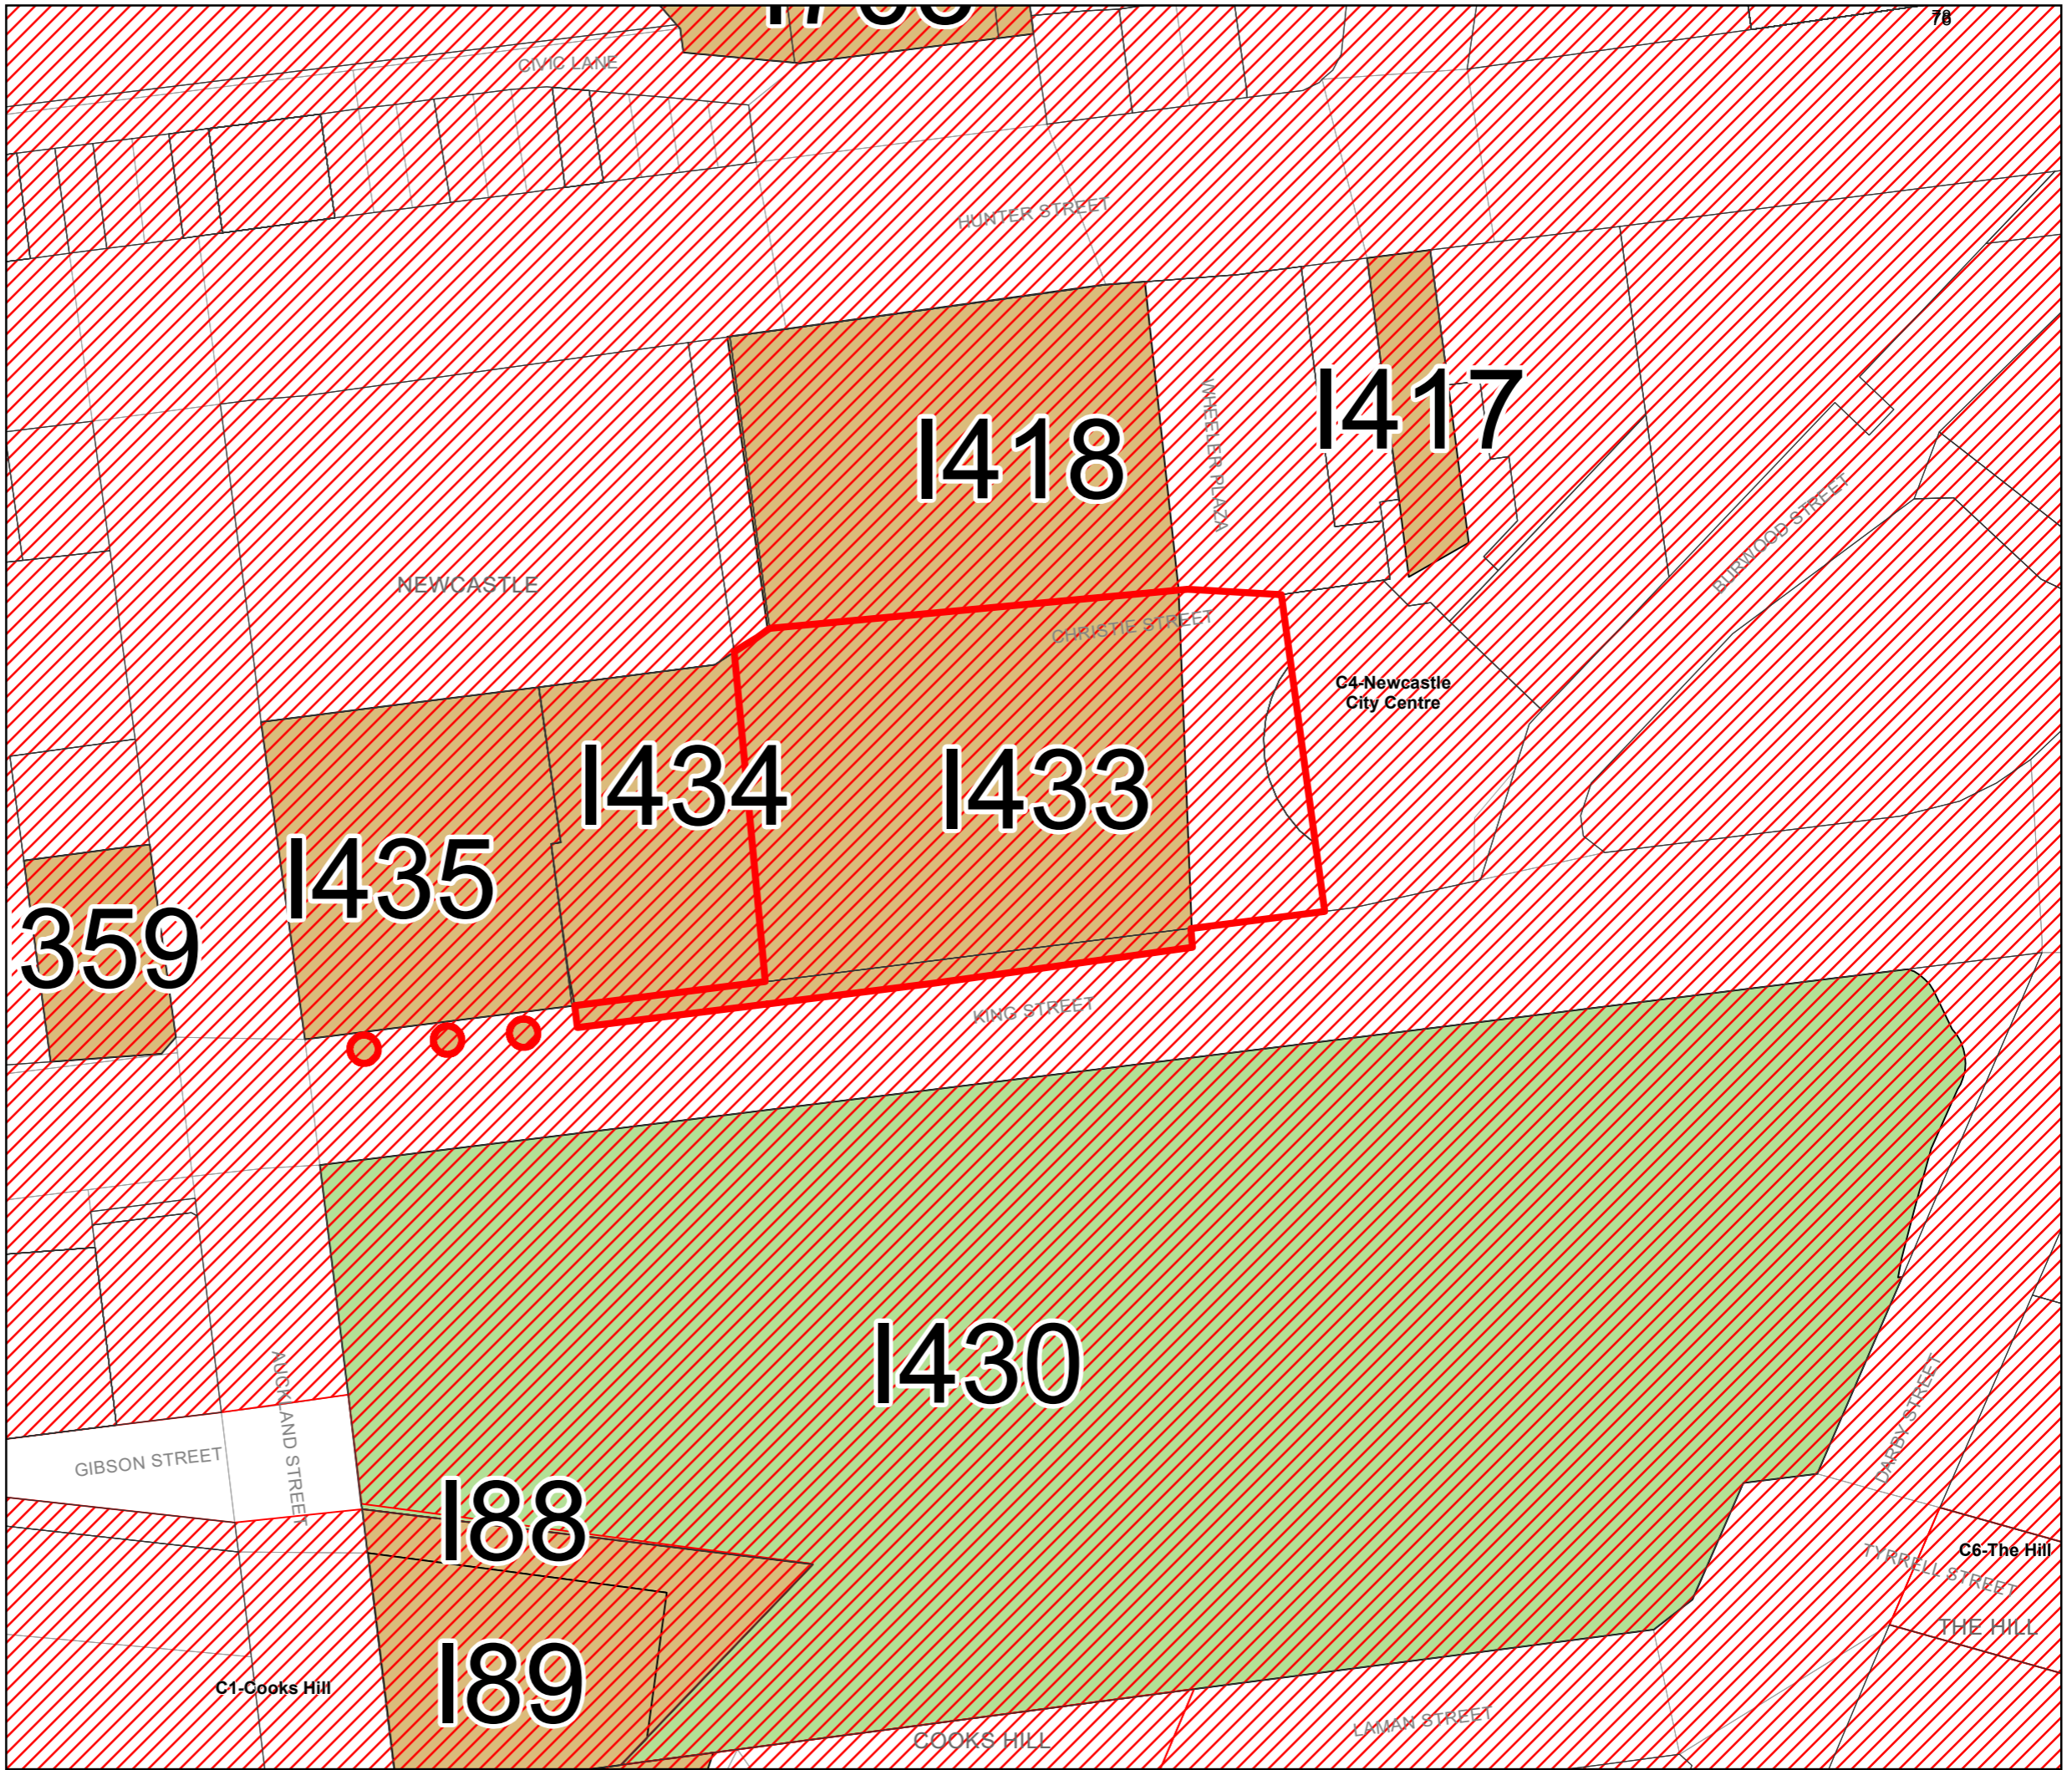 CIVIC LANE
HUNTER STREET
I418
WHEELER PLAZA
I417
BURWOOD STREET
NEWCASTLE
CHRISTIE STREET
C4-Newcastle
City Centre
I434
I433
I435
359
KING STREET
I430
AUCKLAND STREET
GIBSON STREET
DARBY STREET
I88
TYRRELL STREET
C6-The Hill
THE HILL
I89
C1-Cooks Hill
LAMAN STREET
COOKS HILL